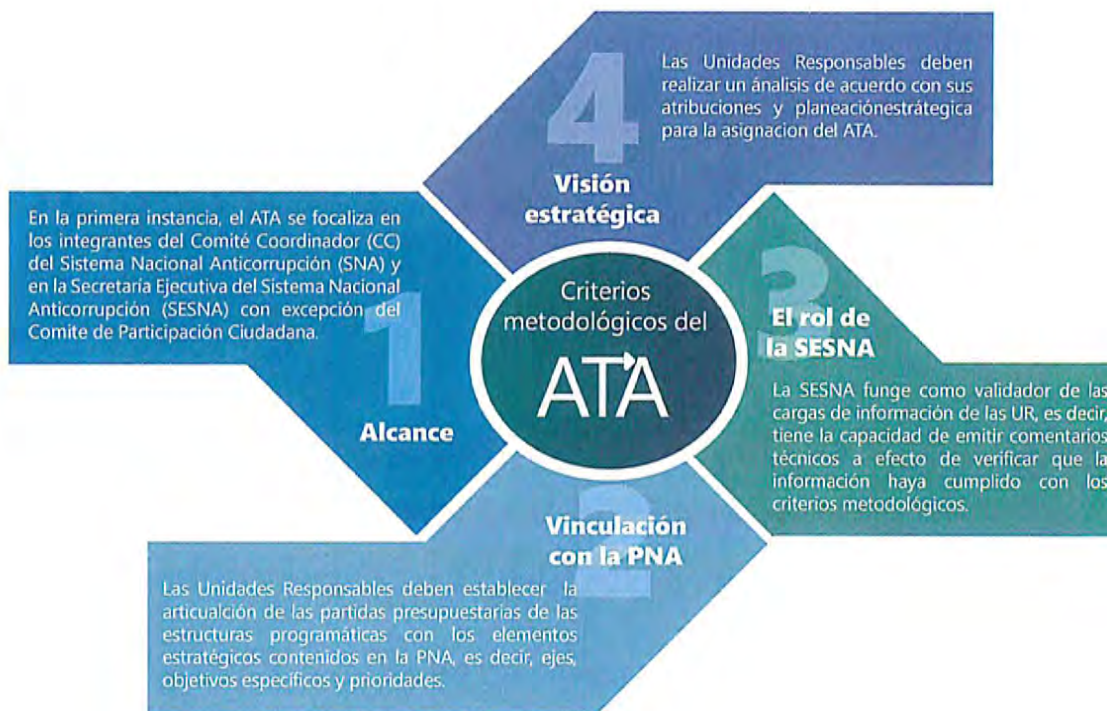 4
Las Unidades Responsables deben
realizar un ánalisis de acuerdo con sus
atribuciones y planeaciónestrátegica
para la asignacion del ATA.
Visión
estratégica
En la primera instancia, el ATA se focaliza en
los integrantes del Comité Coordinador (CC)
del Sistema Nacional Anticorrupción (SNA) y
en la Secretaría Ejecutiva del Sistema Nacional
Anticorrupción (SESNA) con excepción del
Comite de Participación Ciudadana.
1
Alcance
Criterios
metodológicos del
ATA
3
El rol de
la SESNA
La SESNA funge como validador de las
cargas de información de las UR, es decir,
tiene la capacidad de emitir comentarios
técnicos a efecto de verificar que la
información haya cumplido con los
criterios metodológicos.
2
Vinculación
con la PNA
Las Unidades Responsables deben establecer la
articualción de las partidas presupuestarias de las
estructuras programáticas con los elementos
estratégicos contenidos en la PNA, es decir, ejes,
objetivos específicos y prioridades.